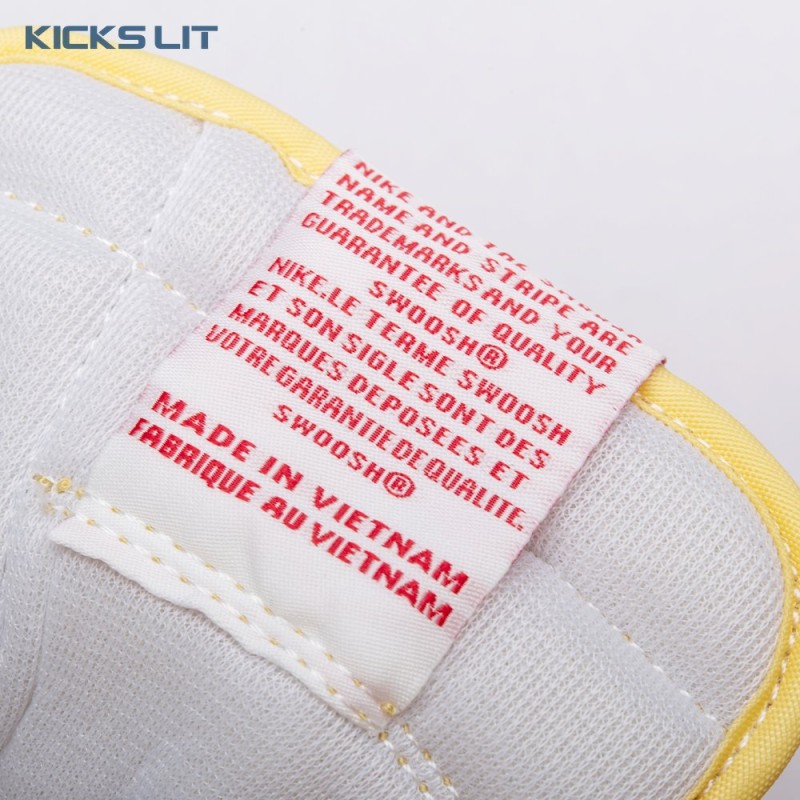 KICKS LIT
NIKE AND THE
NAME AND STRIPE ARE
TRADEMARKS AND YOUR
GUARANTEE OF QUALITY
SWOOSH®
NIKE.LE TERME SWOOSH
ET SON SIGLE SONT DES
MARQUES DEPOSEES ET
VOTRE GARANTIE DE QUALITE.
SWOOSH®
MADE IN VIETNAM
FABRIQUE AU VIETNAM